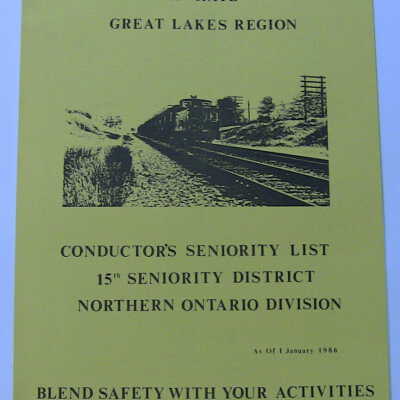 GREAT LAKES REGION
CONDUCTOR'S SENIORITY LIST
15TH SENIORITY DISTRICT
NORTHERN ONTARIO DIVISION
As Of 1 January 1986
BLEND SAFETY WITH YOUR ACTIVITIES